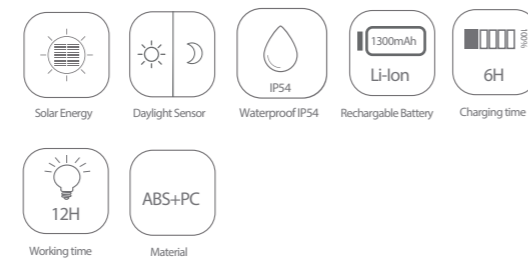 1300mAh
100%
IP54
Li-Ion
6H
Solar Energy
Daylight Sensor
Waterproof IP54
Rechargable Battery
Charging time
12H
ABS+PC
Working time
Material